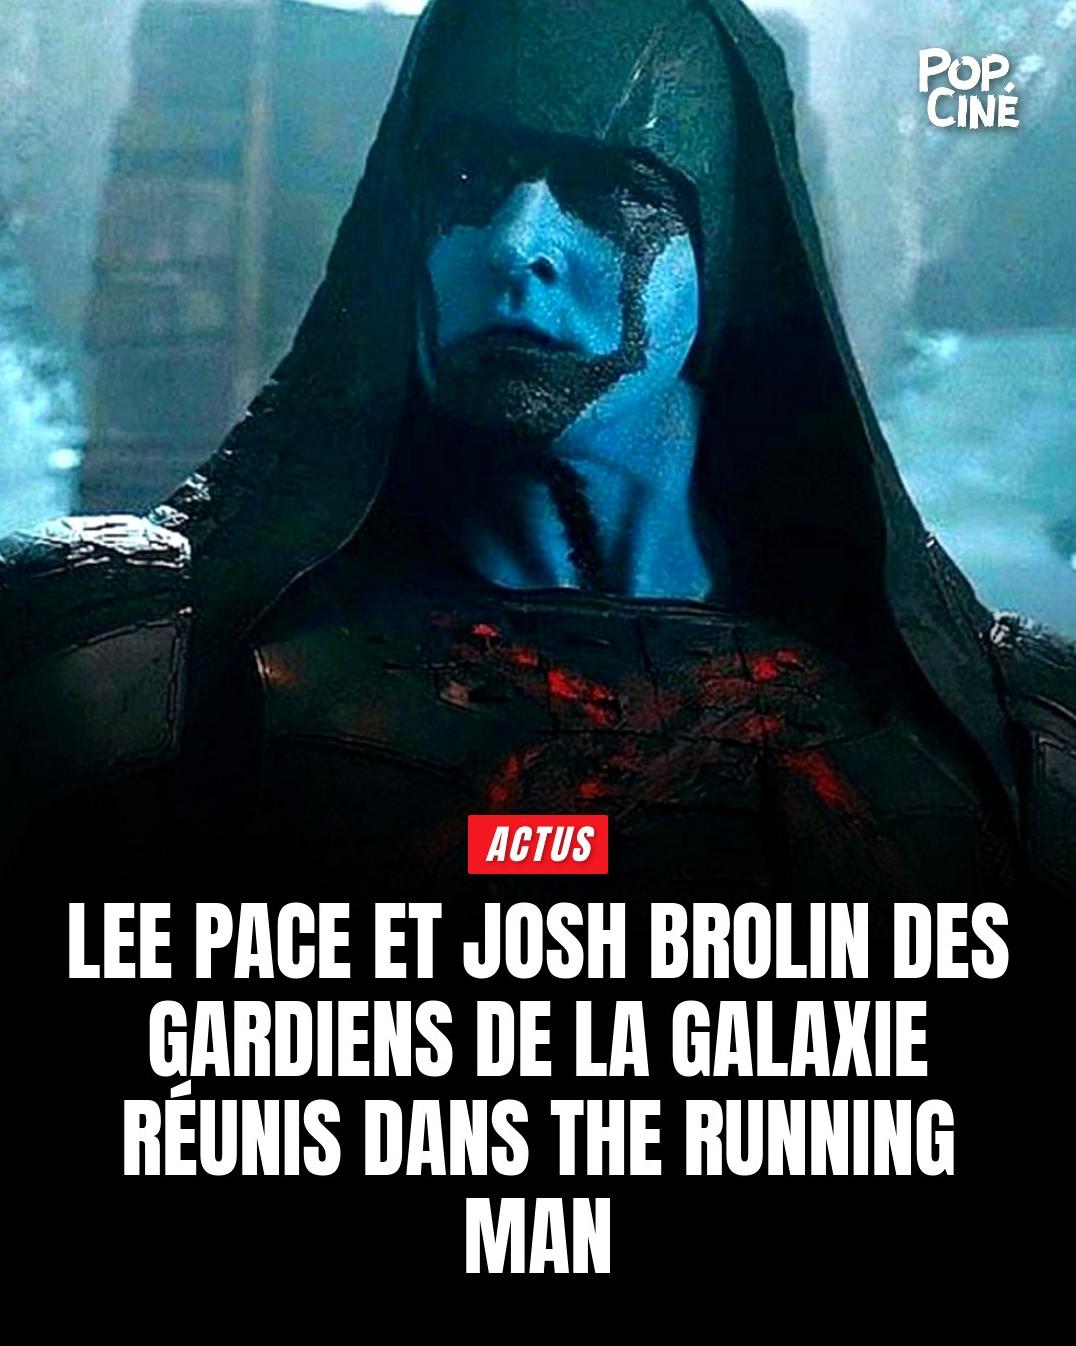 POP.
CINÉ
ACTUS
LEE PACE ET JOSH BROLIN DES
GARDIENS DE LA GALAXIE
RÉUNIS DANS THE RUNNING
MAN